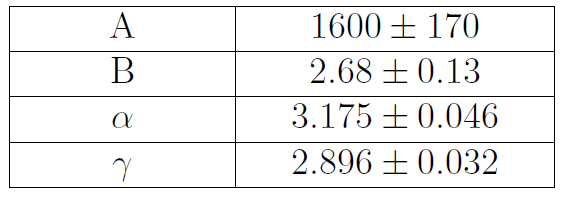 A 1600 ± 170
B 2.68 ± 0.13
α 3.175 ± 0.046
γ 2.896 ± 0.032